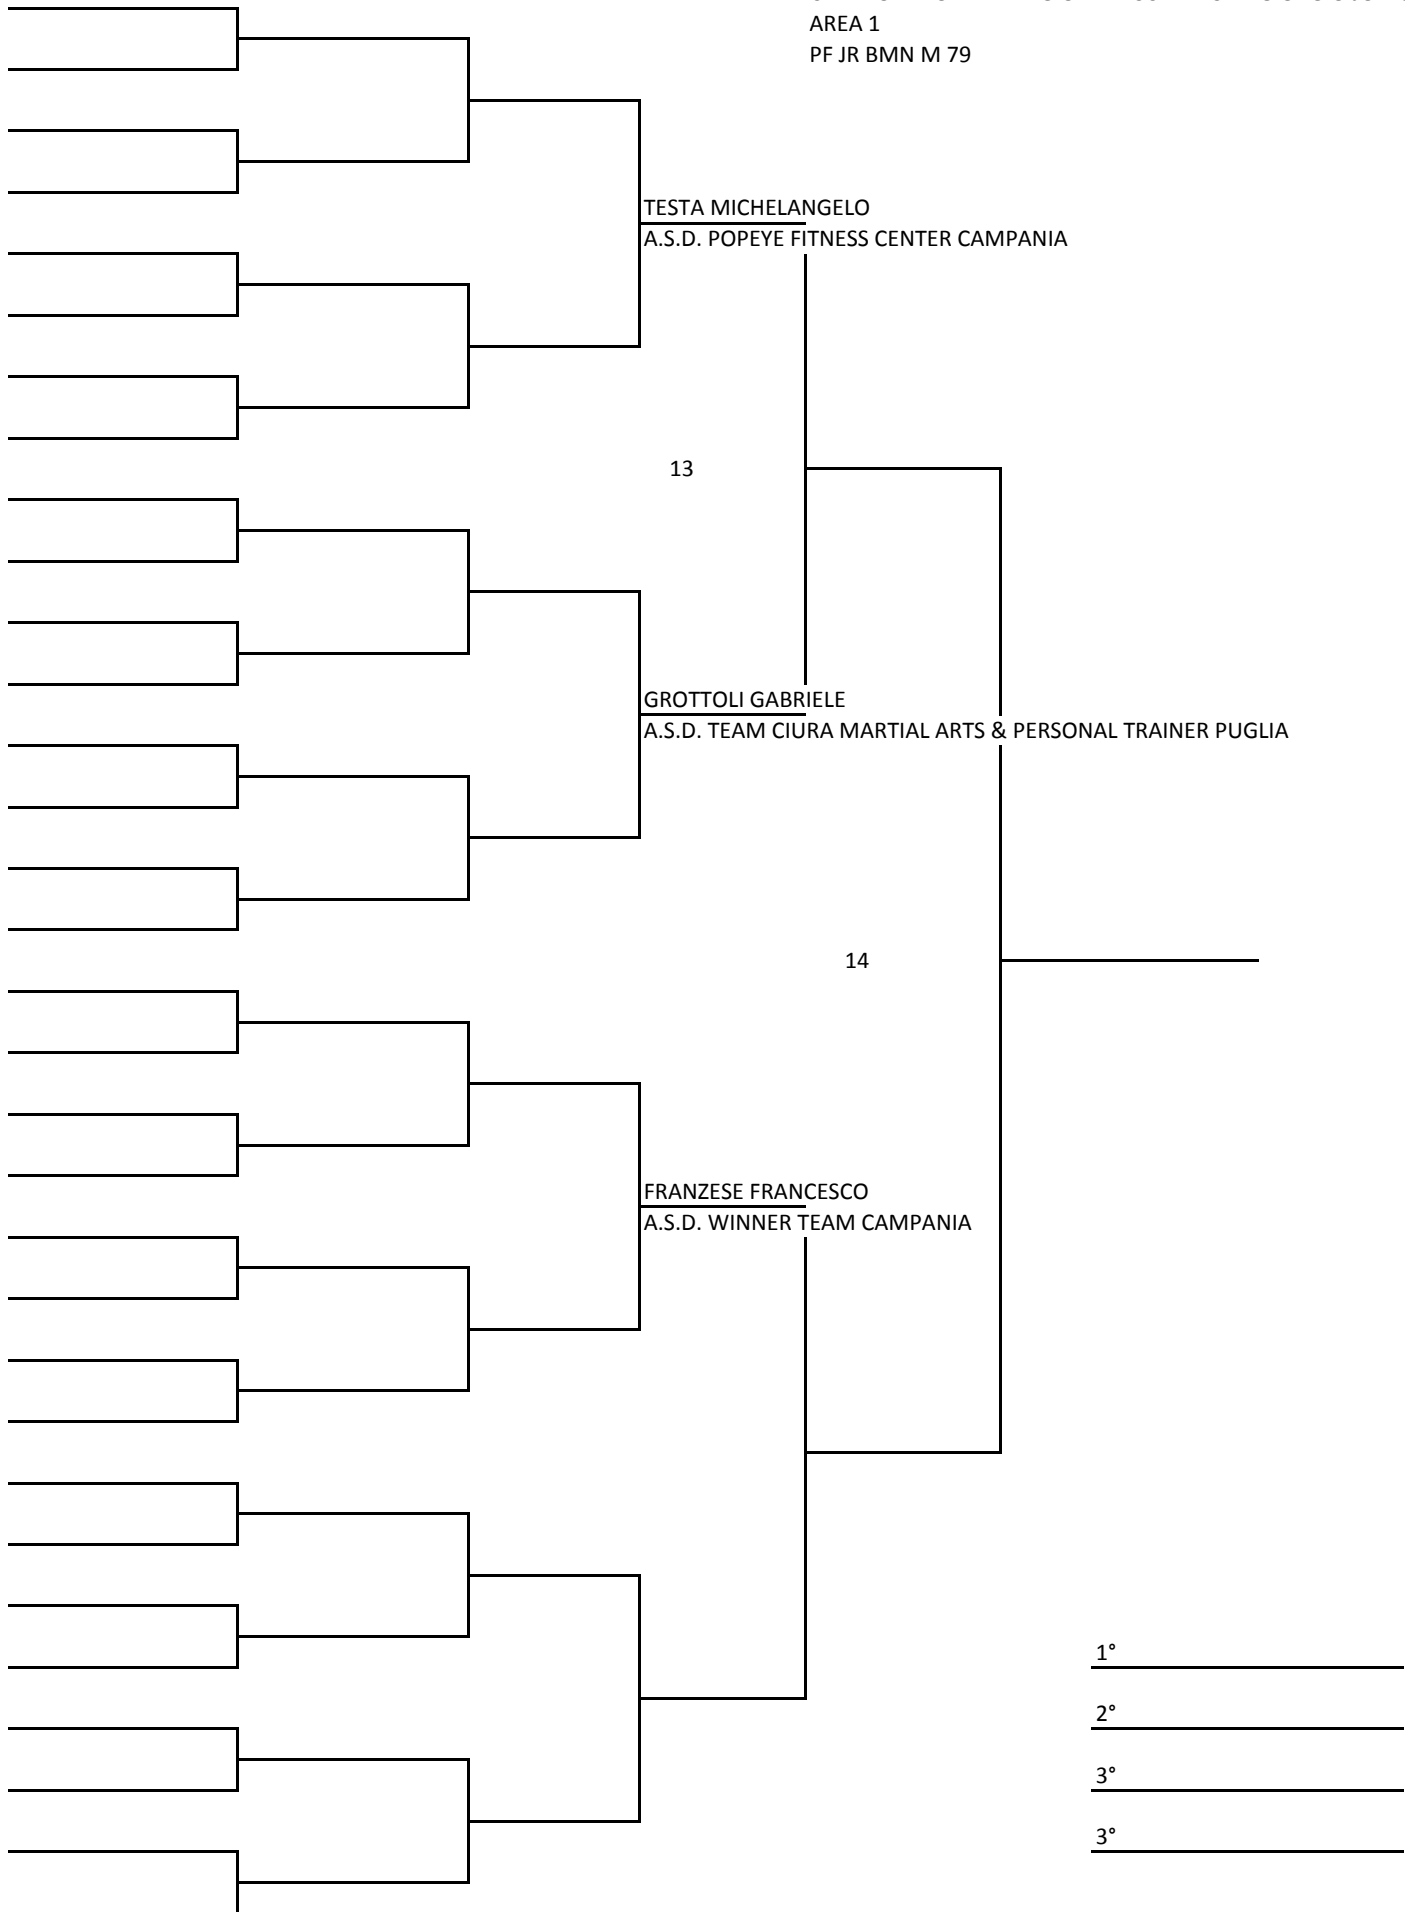 AREA 1
PF JR BMN M 79
TESTA MICHELANGELO
A.S.D. POPEYE FITNESS CENTER CAMPANIA
13
GROTTOLI GABRIELE
A.S.D. TEAM CIURA MARTIAL ARTS & PERSONAL TRAINER PUGLIA
14
FRANZESE FRANCESCO
A.S.D. WINNER TEAM CAMPANIA
1°
2°
3°
3°